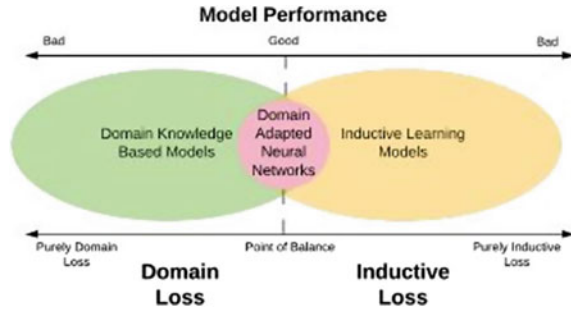 Model Performance
Bad
Good
Bad
Domain Knowledge
Based Models
Domain
Adapted
Neural
Networks
Inductive Learning
Models
Purely Domain
Loss
Point of Balance
Purely Inductive
Loss
Domain
Loss
Inductive
Loss